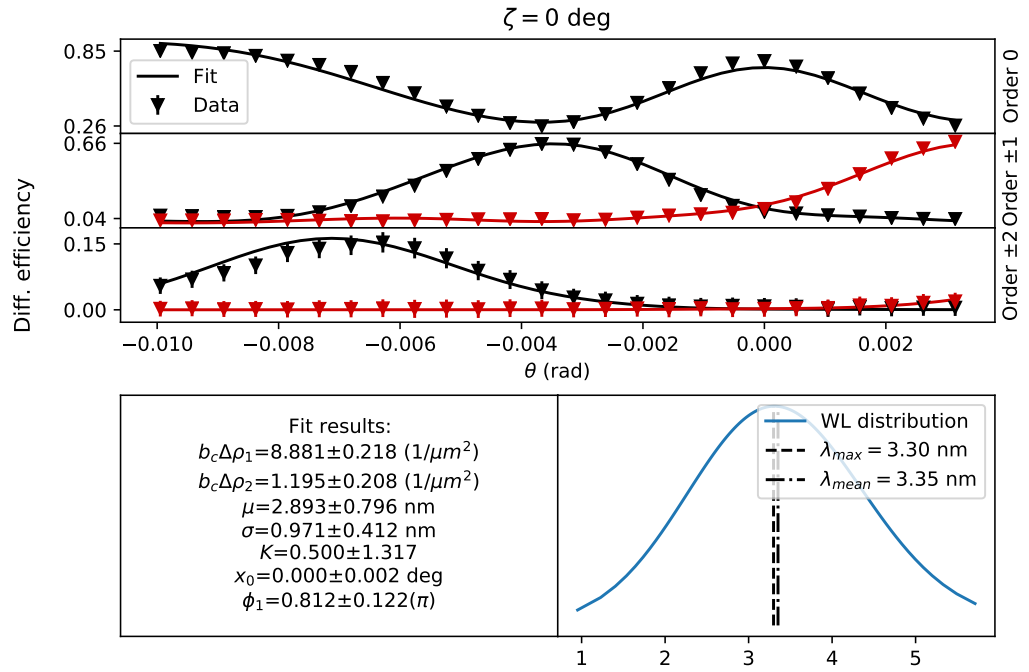 ζ = 0 deg
0.85
0.26
Fit
Data
Order 0
0.66
0.04
Order ±1
0.15
0.00
Order ±2
Diff. efficiency
−0.010 −0.008 −0.006 −0.004 −0.002 0.000 0.002
θ (rad)
Fit results:
b_cΔρ_1=8.881±0.218 (1/μm^2)
b_cΔρ_2=1.195±0.208 (1/μm^2)
μ=2.893±0.796 nm
σ=0.971±0.412 nm
K=0.500±1.317
x_0=0.000±0.002 deg
ϕ_1=0.812±0.122(π)
WL distribution
λ_max = 3.30 nm
λ_mean = 3.35 nm
1 2 3 4 5